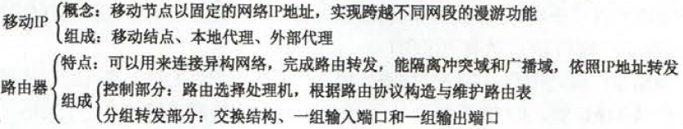 移动IP
概念：移动节点以固定的网络IP地址，实现跨越不同网段的漫游功能
组成：移动结点、本地代理、外部代理
路由器
特点：可以用来连接异构网络，完成路由转发，能隔离冲突域和广播域，依照IP地址转发
组成
控制部分：路由选择处理机，根据路由协议构造与维护路由表
分组转发部分：交换结构、一组输入端口和一组输出端口